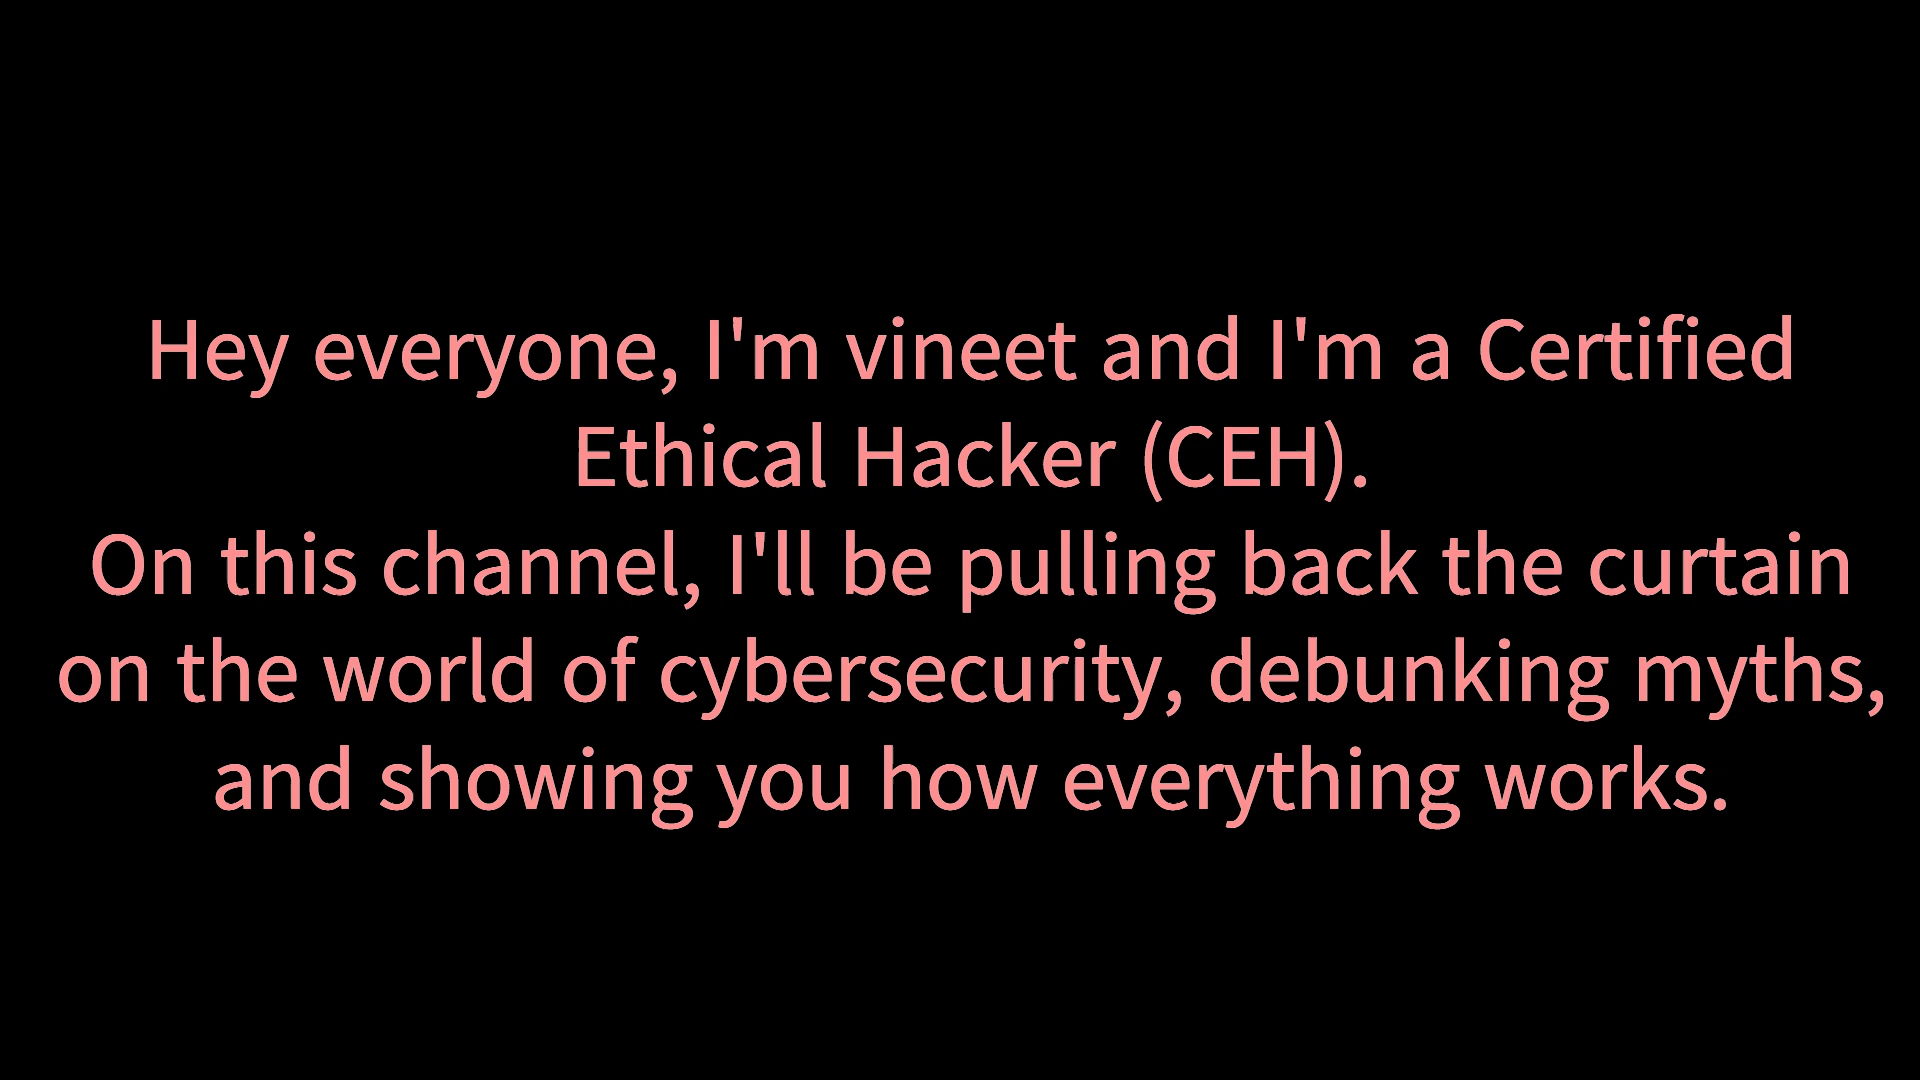 Hey everyone, I'm vineet and I'm a Certified
Ethical Hacker (CEH).
On this channel, I'll be pulling back the curtain
on the world of cybersecurity, debunking myths,
and showing you how everything works.